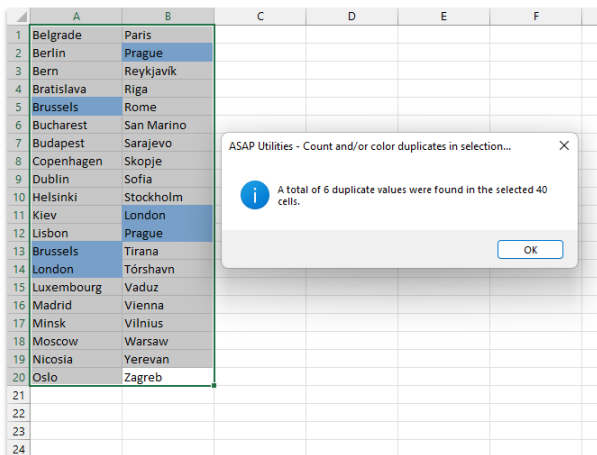 A B C D E F
1 Belgrade Paris
2 Berlin Prague
3 Bern Reykjavík
4 Bratislava Riga
5 Brussels Rome
6 Bucharest San Marino
7 Budapest Sarajevo
8 Copenhagen Skopje
9 Dublin Sofia
10 Helsinki Stockholm
11 Kiev London
12 Lisbon Prague
13 Brussels Tirana
14 London Tórshavn
15 Luxembourg Vaduz
16 Madrid Vienna
17 Minsk Vilnius
18 Moscow Warsaw
19 Nicosia Yerevan
20 Oslo Zagreb
21
22
23
24
ASAP Utilities - Count and/or color duplicates in selection...
A total of 6 duplicate values were found in the selected 40
cells.
OK